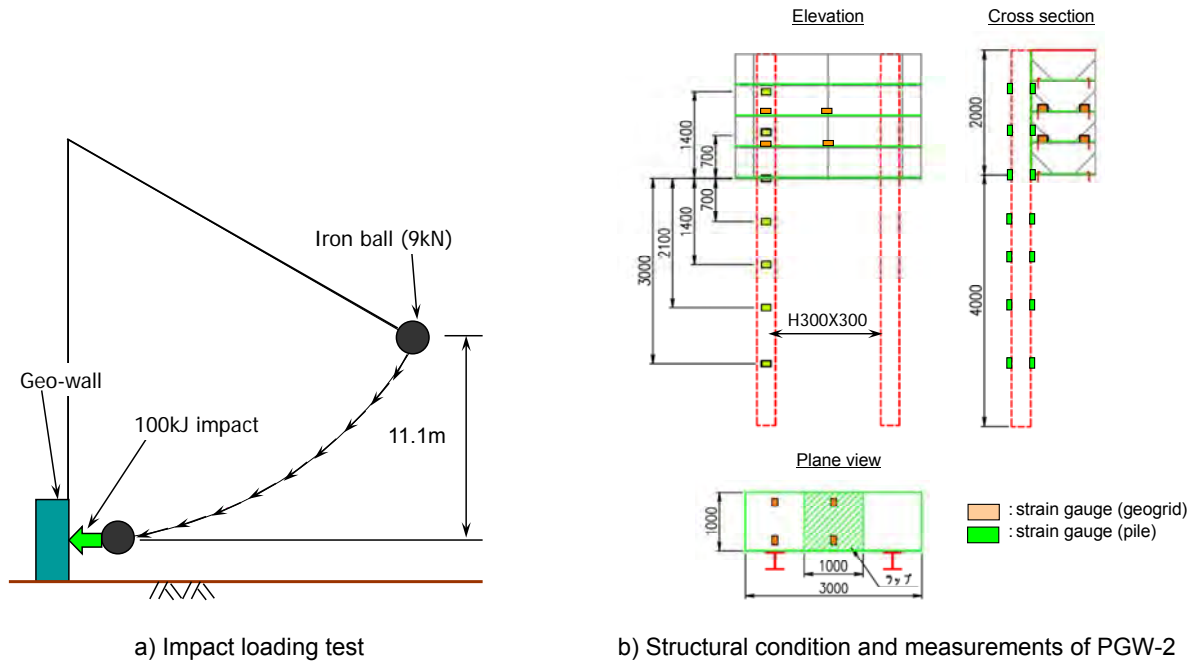 Iron ball (9kN)
Geo-wall
100kJ impact
11.1m
a) Impact loading test
Elevation
Cross section
1400
700
700
1400
2100
3000
H300X300
2000
4000
Plane view
1000
1000
3000
ラップ
: strain gauge (geogrid)
: strain gauge (pile)
b) Structural condition and measurements of PGW-2